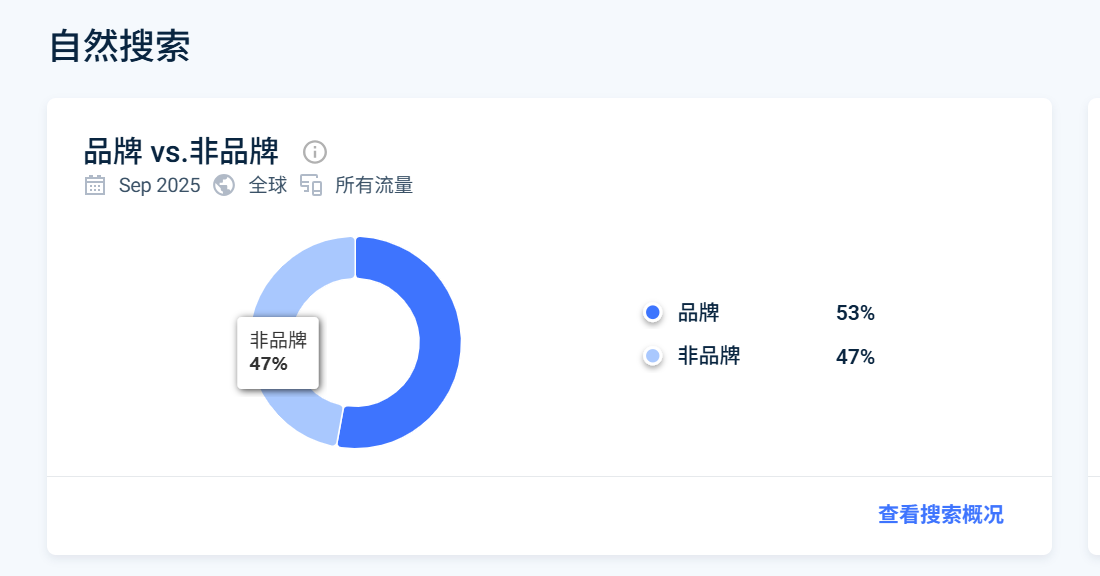 自然搜索
品牌 vs.非品牌
Sep 2025 全球 所有流量
非品牌
47%
品牌 53%
非品牌 47%
查看搜索概况